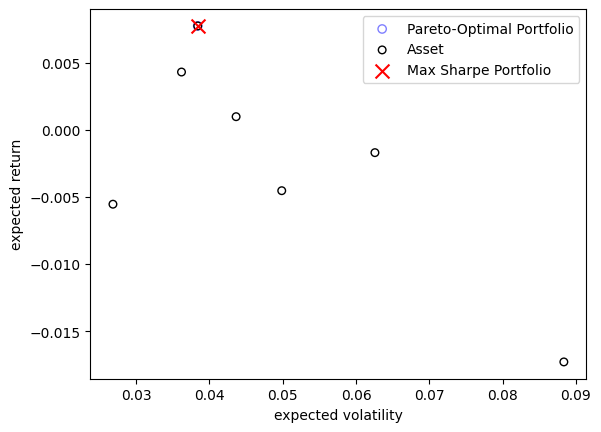 Pareto-Optimal Portfolio
Asset
Max Sharpe Portfolio
0.005
0.000
−0.005
−0.010
−0.015
expected return
0.03 0.04 0.05 0.06 0.07 0.08 0.09
expected volatility